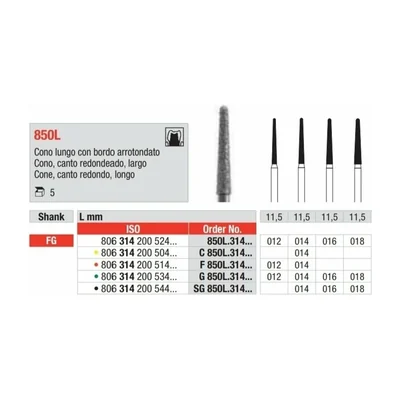 850L
Cono lungo con bordo arrotondato
Cono, canto redondeado, largo
Cone, canto redondo, longo
5
Shank L mm 11,5 11,5 11,5 11,5
ISO Order No.
FG 806 314 200 524... 850L.314... 012 014 016 018
806 314 200 504... C 850L.314... 014
806 314 200 514... F 850L.314... 012 014
806 314 200 534... G 850L.314... 012 014 016 018
806 314 200 544... SG 850L.314... 014 016 018